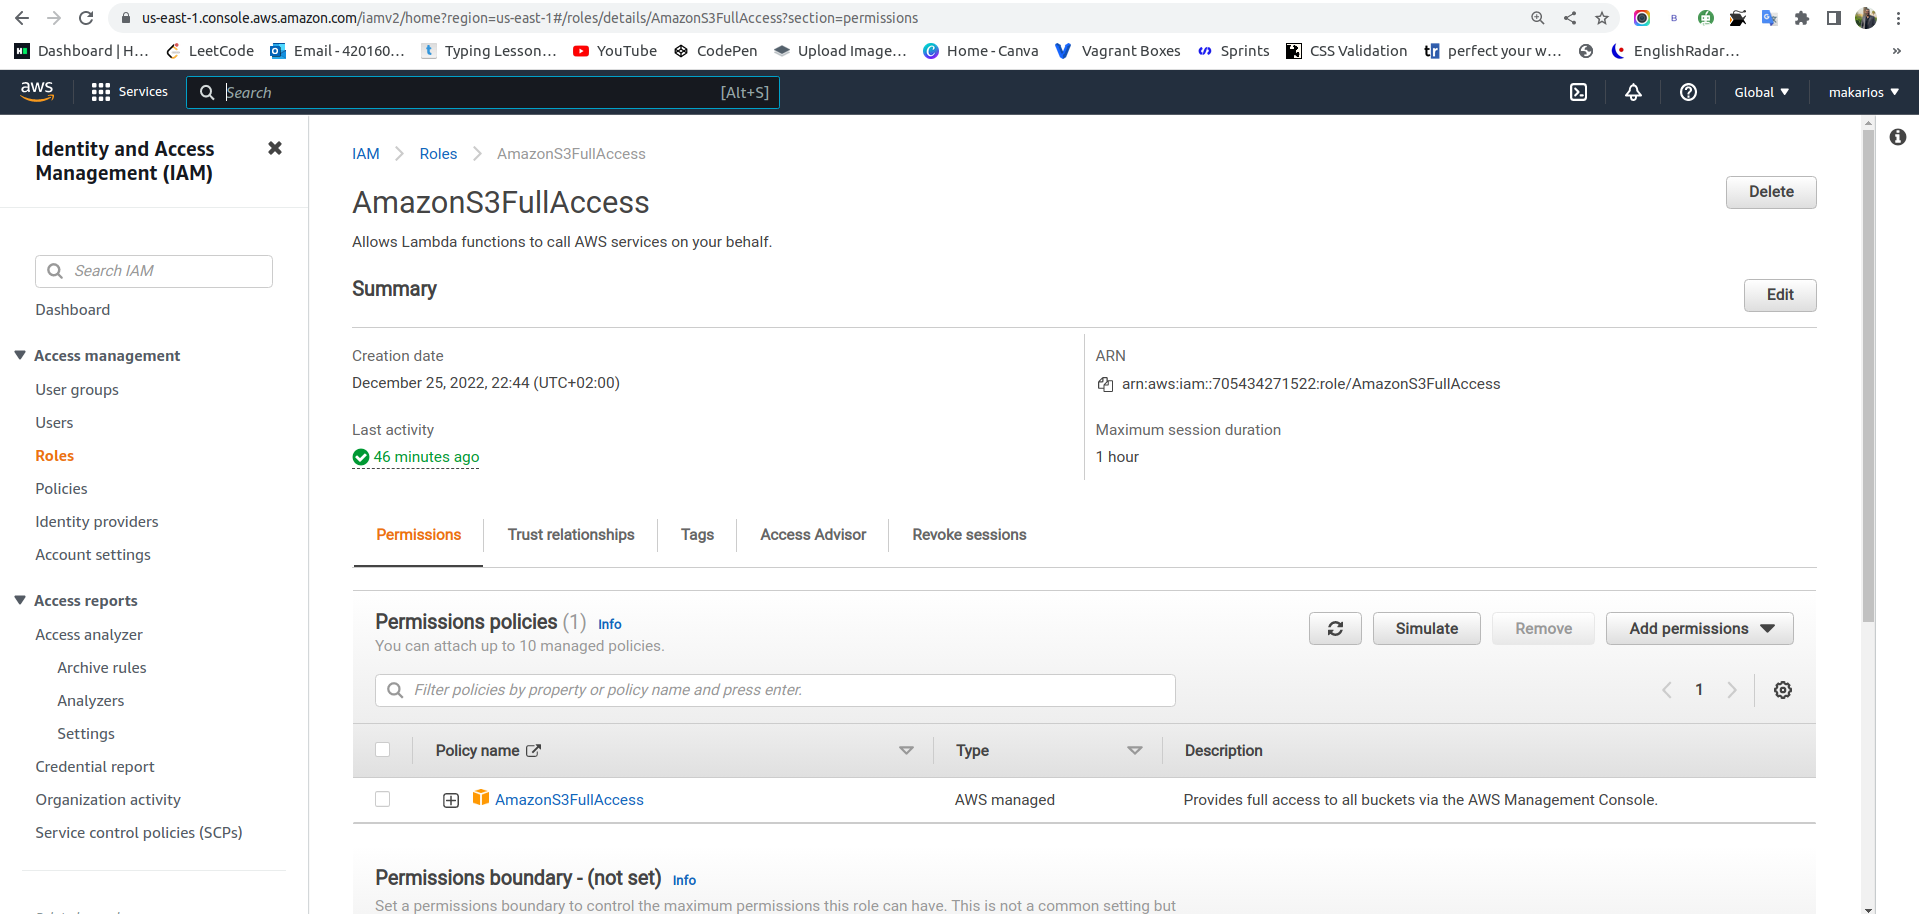 us-east-1.console.aws.amazon.com/iamv2/home?region=us-east-1#/roles/details/AmazonS3FullAccess?section=permissions
Dashboard | H... LeetCode Email - 420160... Typing Lesson... YouTube CodePen Upload Image... Home - Canva Vagrant Boxes Sprints CSS Validation perfect your w... EnglishRadar... »
aws Services Search [Alt+S] Global makarios
Identity and Access
Management (IAM)
Search IAM
Dashboard
Access management
User groups
Users
Roles
Policies
Identity providers
Account settings
Access reports
Access analyzer
Archive rules
Analyzers
Settings
Credential report
Organization activity
Service control policies (SCPs)
IAM Roles AmazonS3FullAccess
AmazonS3FullAccess
Delete
Allows Lambda functions to call AWS services on your behalf.
Summary
Edit
Creation date
December 25, 2022, 22:44 (UTC+02:00)
ARN
arn:aws:iam::705434271522:role/AmazonS3FullAccess
Last activity
46 minutes ago
Maximum session duration
1 hour
Permissions Trust relationships Tags Access Advisor Revoke sessions
Permissions policies (1) Info
You can attach up to 10 managed policies.
Simulate Remove Add permissions
Filter policies by property or policy name and press enter.
1
Policy name Type Description
AmazonS3FullAccess AWS managed Provides full access to all buckets via the AWS Management Console.
Permissions boundary - (not set) Info
Set a permissions boundary to control the maximum permissions this role can have. This is not a common setting but